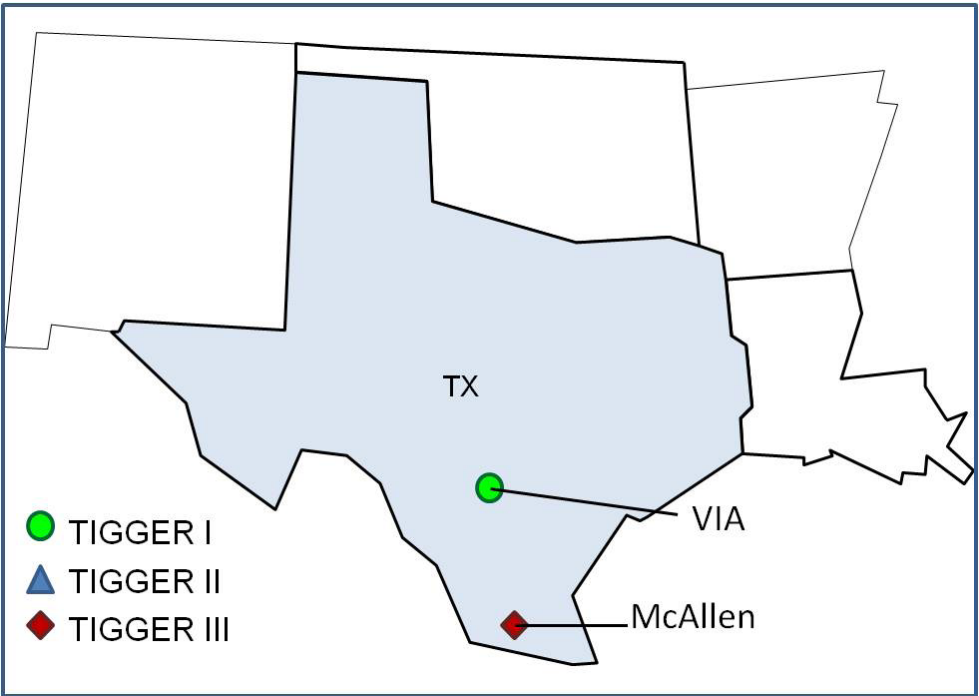 TX
VIA
McAllen
TIGGER I
TIGGER II
TIGGER III